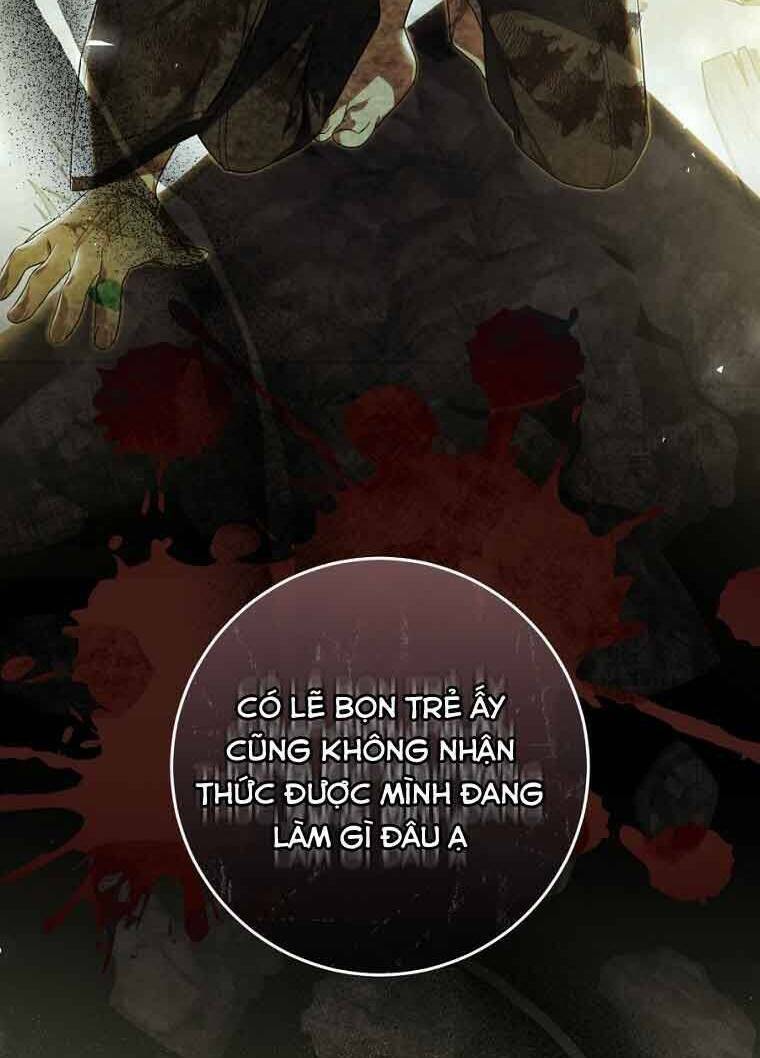 CÓ LẼ BỌN TRẺ ẤY
CŨNG KHÔNG NHẬN
THỨC ĐƯỢC MÌNH ĐANG
LÀM GÌ ĐÂU Ạ